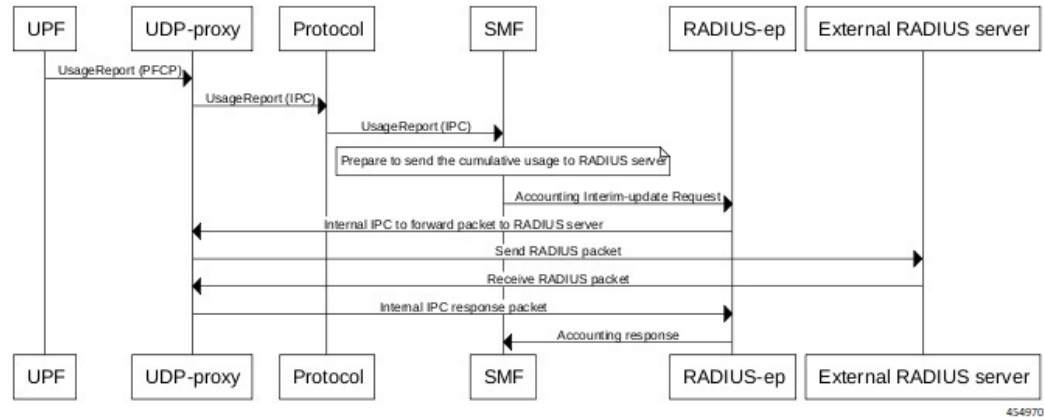 UPF UDP-proxy Protocol SMF RADIUS-ep External RADIUS server
UsageReport (PFCP)
UsageReport (IPC)
UsageReport (IPC)
Prepare to send the cumulative usage to RADIUS server
Accounting Interim-update Request
Internal IPC to forward packet to RADIUS server
Send RADIUS packet
Receive RADIUS packet
Internal IPC response packet
Accounting response
UPF UDP-proxy Protocol SMF RADIUS-ep External RADIUS server
454970